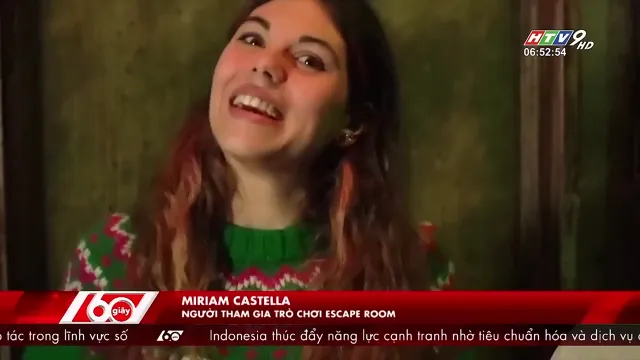 HTV9 HD
06:52:54
MIRIAM CASTELLA
60 giây
NGƯỜI THAM GIA TRÒ CHƠI ESCAPE ROOM
tác trong lĩnh vực số
Indonesia thúc đẩy năng lực cạnh tranh nhờ tiêu chuẩn hóa và dịch vụ